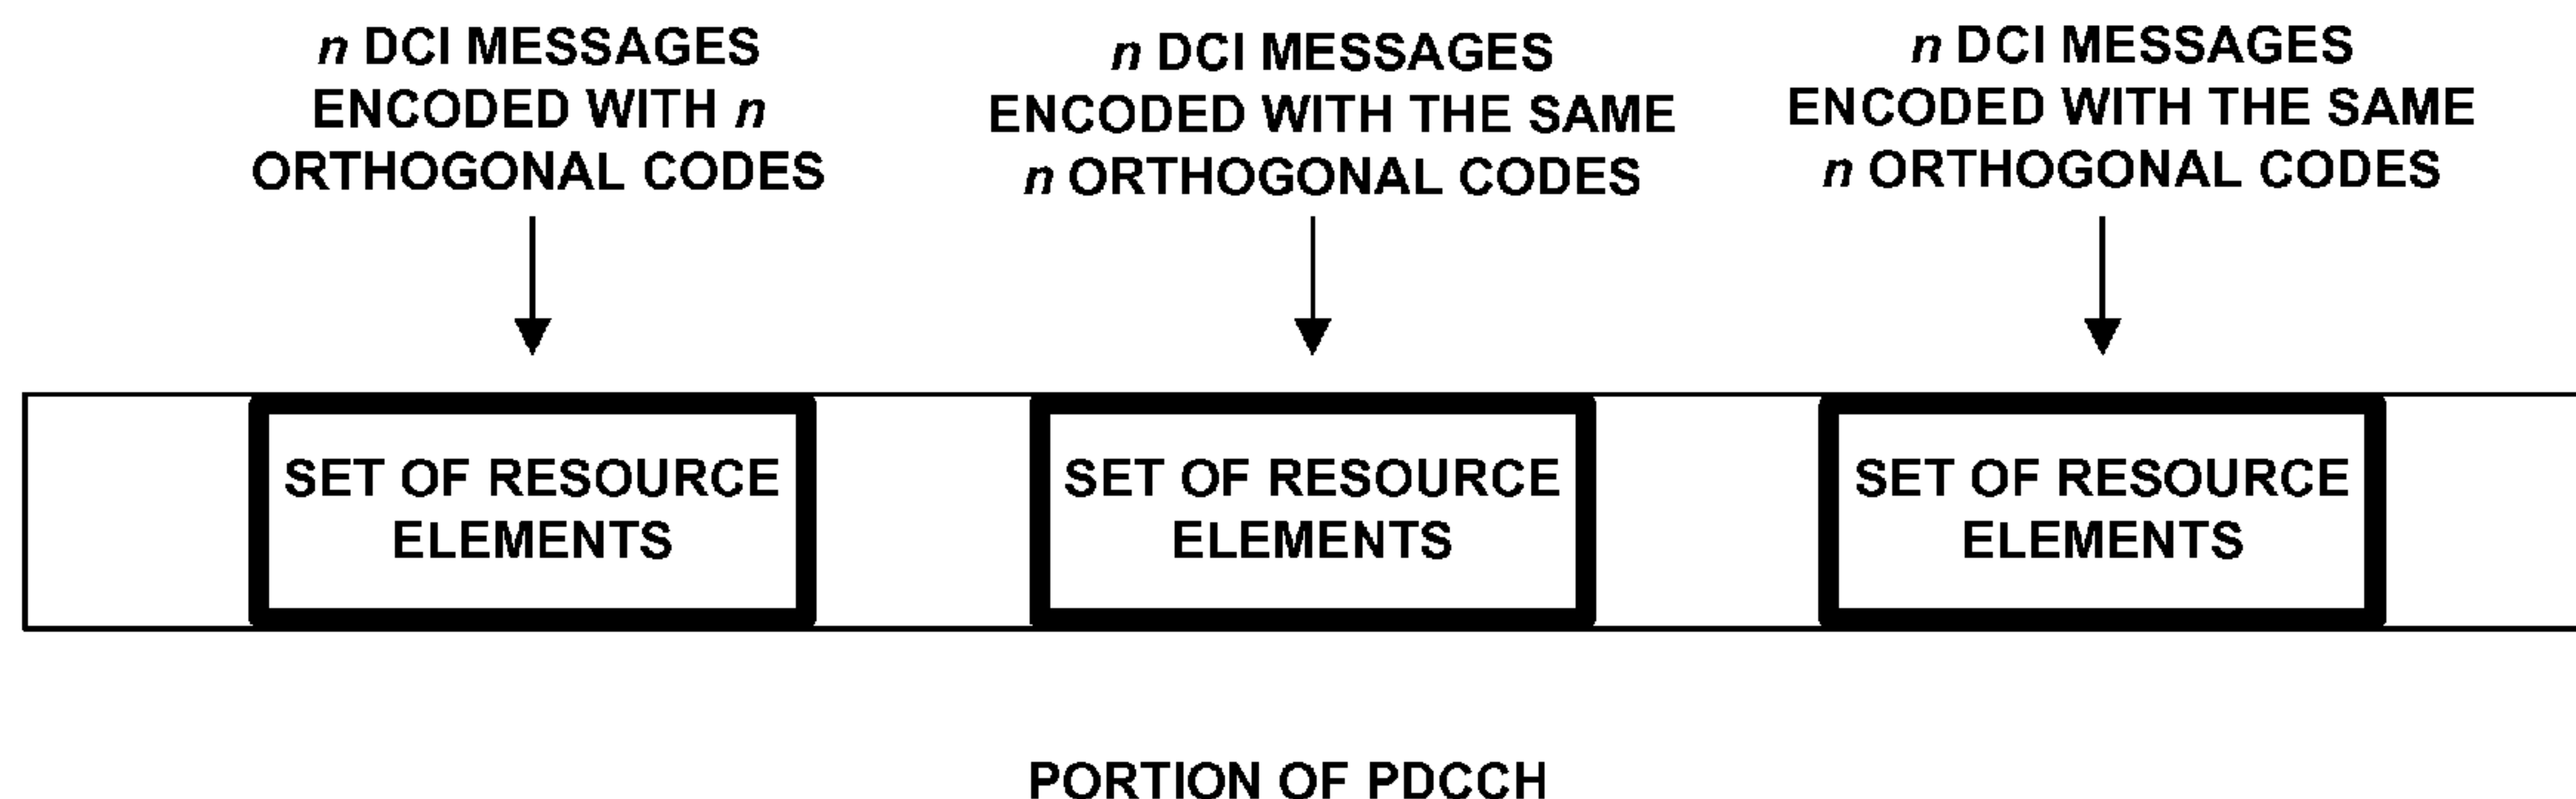 n DCI MESSAGES
ENCODED WITH n
ORTHOGONAL CODES
n DCI MESSAGES
ENCODED WITH THE SAME
n ORTHOGONAL CODES
n DCI MESSAGES
ENCODED WITH THE SAME
n ORTHOGONAL CODES
SET OF RESOURCE
ELEMENTS
SET OF RESOURCE
ELEMENTS
SET OF RESOURCE
ELEMENTS
PORTION OF PDCCH